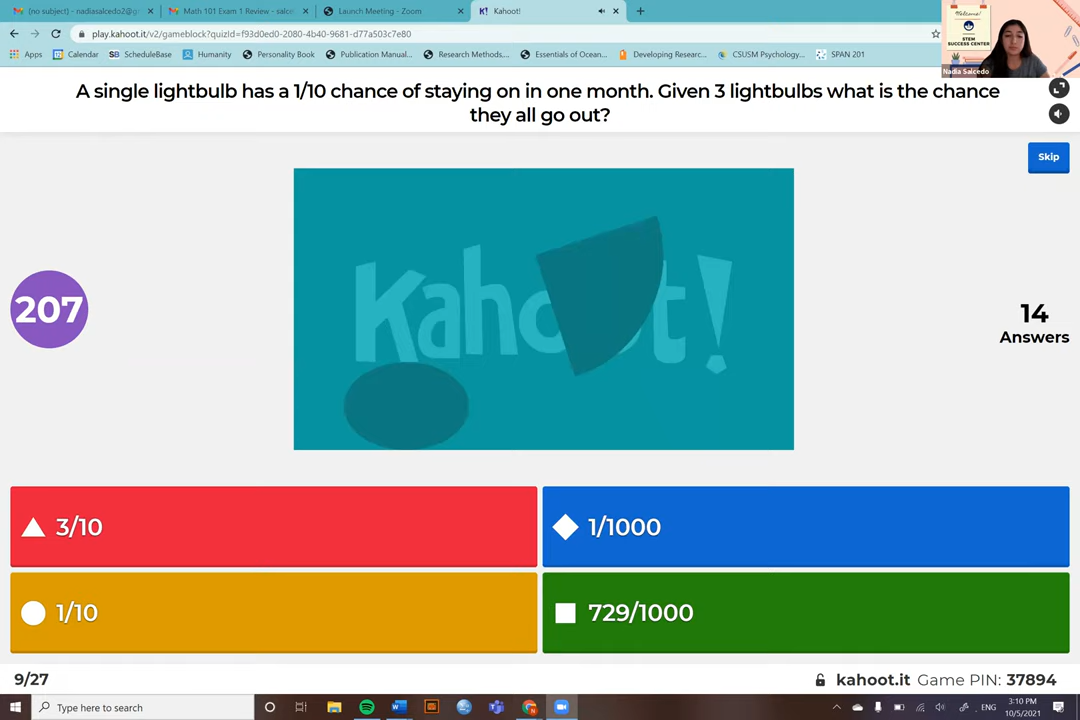 (no subject) - nadiasalcedo2@g
Math 101 Exam 1 Review - salce
Launch Meeting - Zoom
K! Kahoot!
play.kahoot.it/v2/gameblock?quizId=f93d0ed0-2080-4b40-9681-d77a503c7e80
Apps Calendar SB ScheduleBase Humanity Personality Book Publication Manual... Research Methods,... Essentials of Ocean... Developing Researc... CSUSM Psychology... SPAN 201
Welcome!
STEM
SUCCESS CENTER
Nadia Salcedo
A single lightbulb has a 1/10 chance of staying on in one month. Given 3 lightbulbs what is the chance
they all go out?
Skip
Kahoot!
207
14
Answers
3/10
1/1000
1/10
729/1000
9/27
kahoot.it Game PIN: 37894
Type here to search
ENG
3:10 PM
10/5/2021